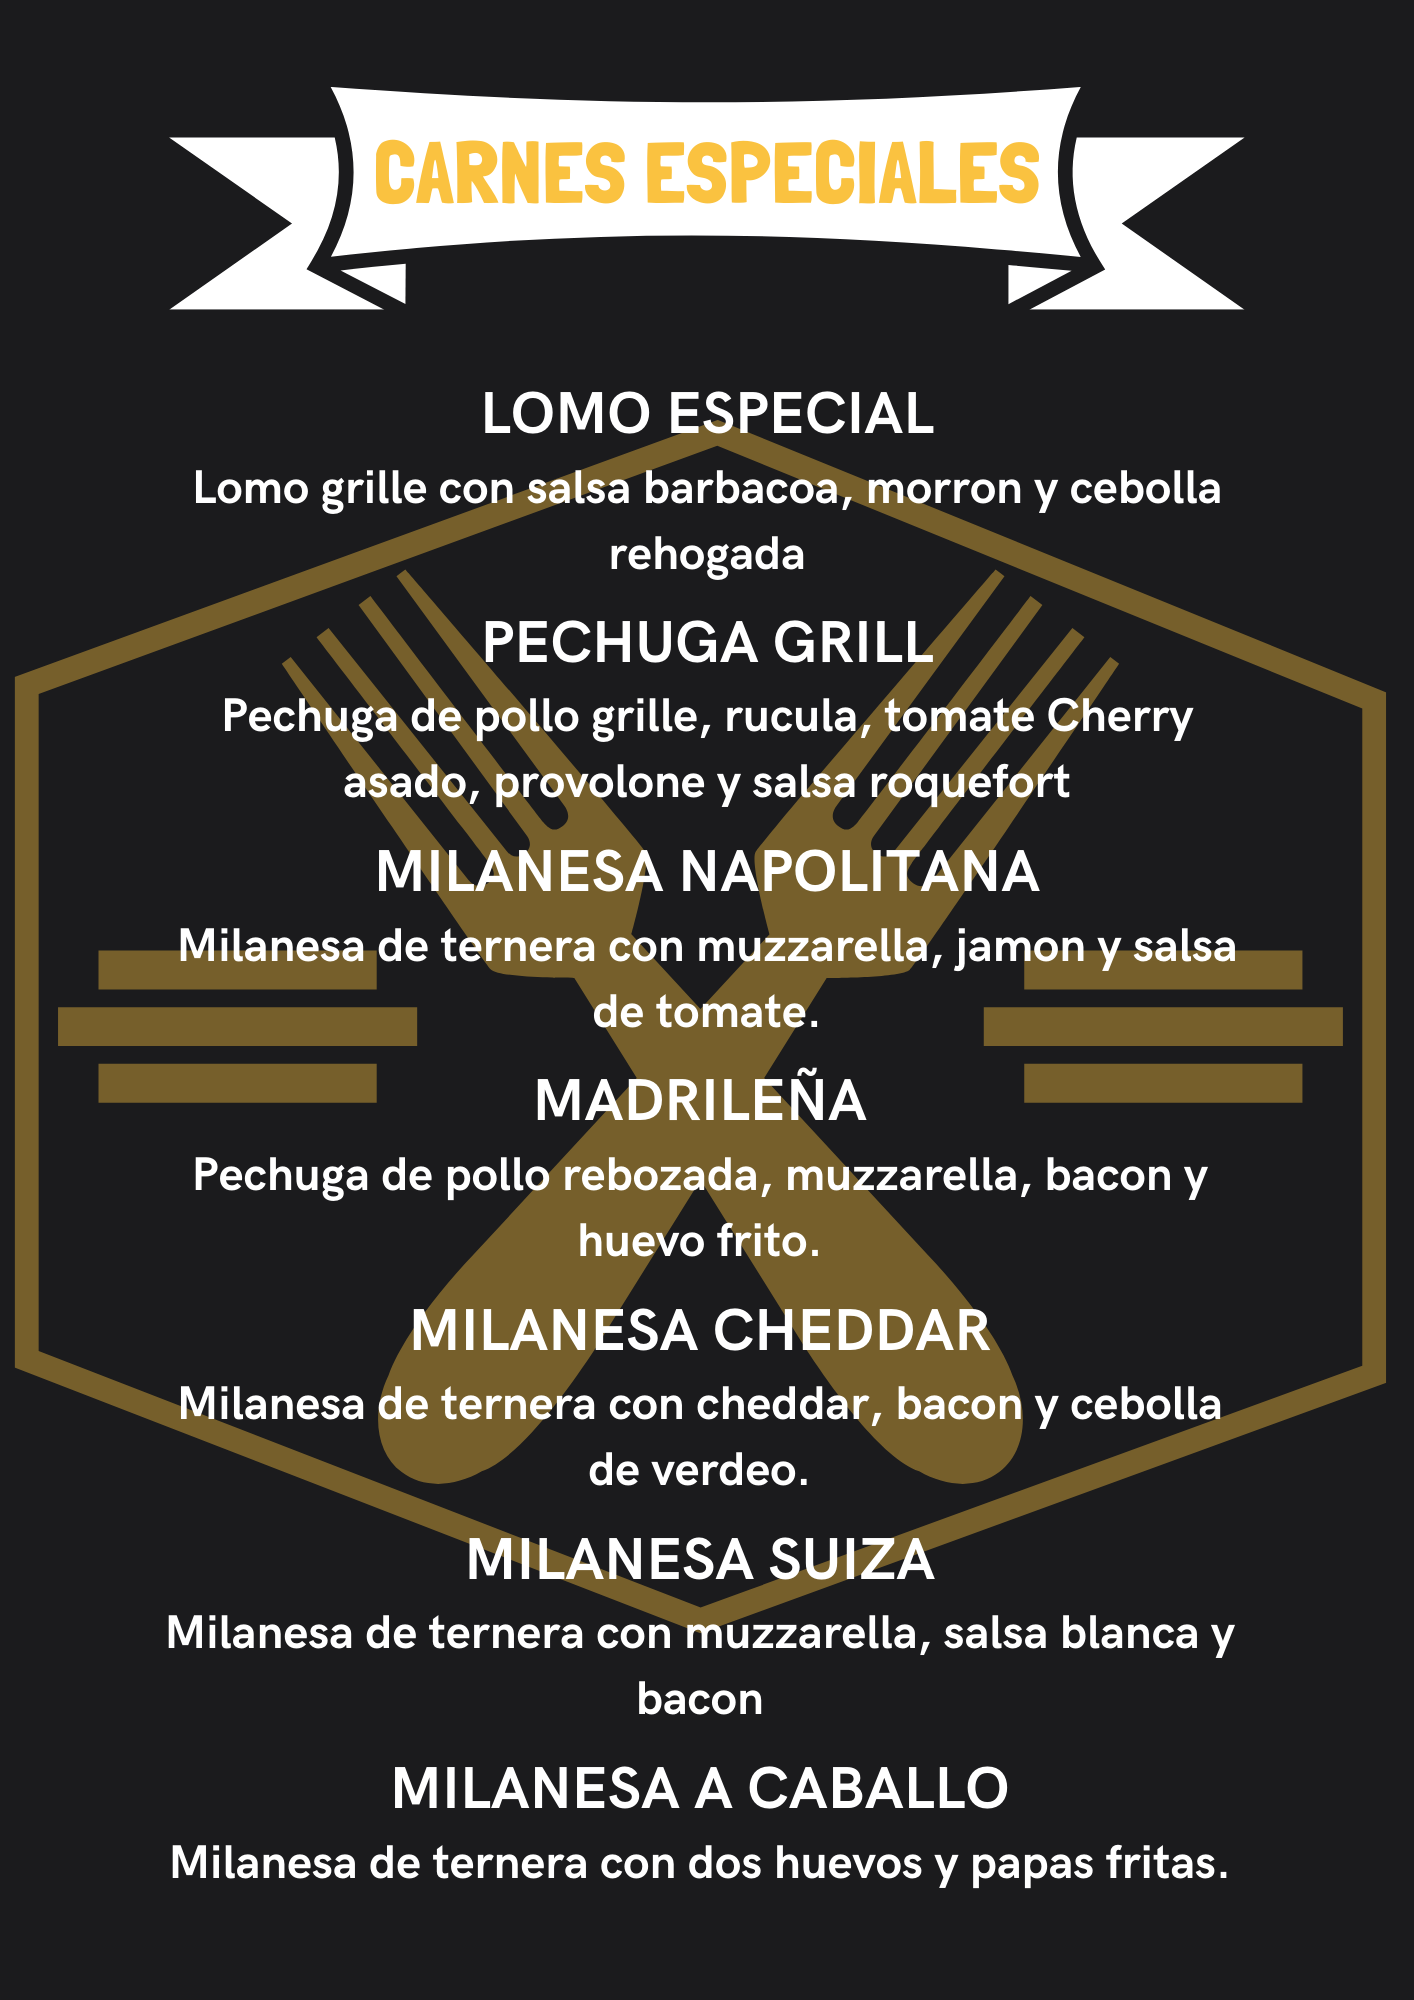 CARNES ESPECIALES
LOMO ESPECIAL
Lomo grille con salsa barbacoa, morron y cebolla
rehogada
PECHUGA GRILL
Pechuga de pollo grille, rucula, tomate Cherry
asado, provolone y salsa roquefort
MILANESA NAPOLITANA
Milanesa de ternera con muzzarella, jamon y salsa
de tomate.
MADRILEÑA
Pechuga de pollo rebozada, muzzarella, bacon y
huevo frito.
MILANESA CHEDDAR
Milanesa de ternera con cheddar, bacon y cebolla
de verdeo.
MILANESA SUIZA
Milanesa de ternera con muzzarella, salsa blanca y
bacon
MILANESA A CABALLO
Milanesa de ternera con dos huevos y papas fritas.